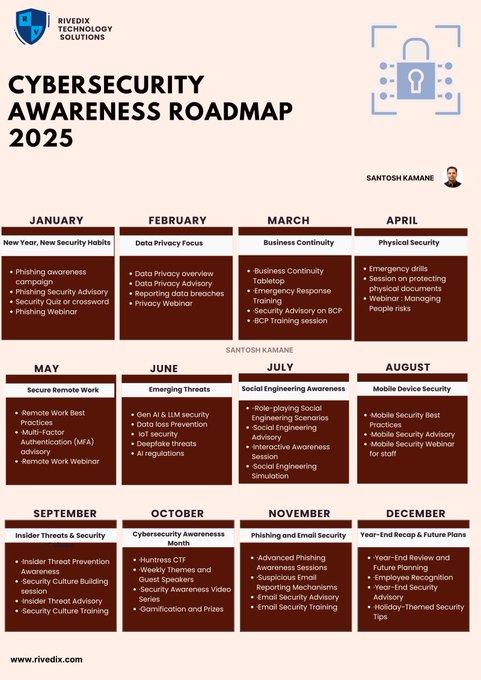 RIVEDIX
TECHNOLOGY
SOLUTIONS
R
V
CYBERSECURITY
AWARENESS ROADMAP
2025
SANTOSH KAMANE
JANUARY
New Year, New Security Habits
• Phishing awareness
campaign
• Phishing Security Advisory
• Security Quiz or crossword
• Phishing Webinar
FEBRUARY
Data Privacy Focus
• Data Privacy overview
• Data Privacy Advisory
• Reporting data breaches
• Privacy Webinar
MARCH
Business Continuity
• ·Business Continuity
Tabletop
• ·Emergency Response
Training
• ·Security Advisory on BCP
• ·BCP Training session
APRIL
Physical Security
• Emergency drills
• Session on protecting
physical documents
• Webinar : Managing
People risks
SANTOSH KAMANE
MAY
Secure Remote Work
• ·Remote Work Best
Practices
• ·Multi-Factor
Authentication (MFA)
advisory
• ·Remote Work Webinar
JUNE
Emerging Threats
• Gen AI & LLM security
• Data loss Prevention
• IoT security
• Deepfake threats
• AI regulations
JULY
Social Engineering Awareness
• ·Role-playing Social
Engineering Scenarios
• ·Social Engineering
Advisory
• ·Interactive Awareness
Session
• ·Social Engineering
Simulation
AUGUST
Mobile Device Security
• ·Mobile Security Best
Practices
• ·Mobile Security Advisory
• ·Mobile Security Webinar
for staff
SEPTEMBER
Insider Threats & Security
• ·Insider Threat Prevention
Awareness
• ·Security Culture Building
session
• ·Insider Threat Advisory
• ·Security Culture Training
OCTOBER
Cybersecurity Awarenesss
Month
• ·Huntress CTF
• ·Weekly Themes and
Guest Speakers
• ·Security Awareness Video
Series
• ·Gamification and Prizes
NOVEMBER
Phishing and Email Security
• ·Advanced Phishing
Awareness Sessions
• ·Suspicious Email
Reporting Mechanisms
• ·Email Security Advisory
• ·Email Security Training
DECEMBER
Year-End Recap & Future Plans
• ·Year-End Review and
Future Planning
• ·Employee Recognition
• ·Year-End Security
Advisory
• ·Holiday-Themed Security
Tips
www.rivedix.com